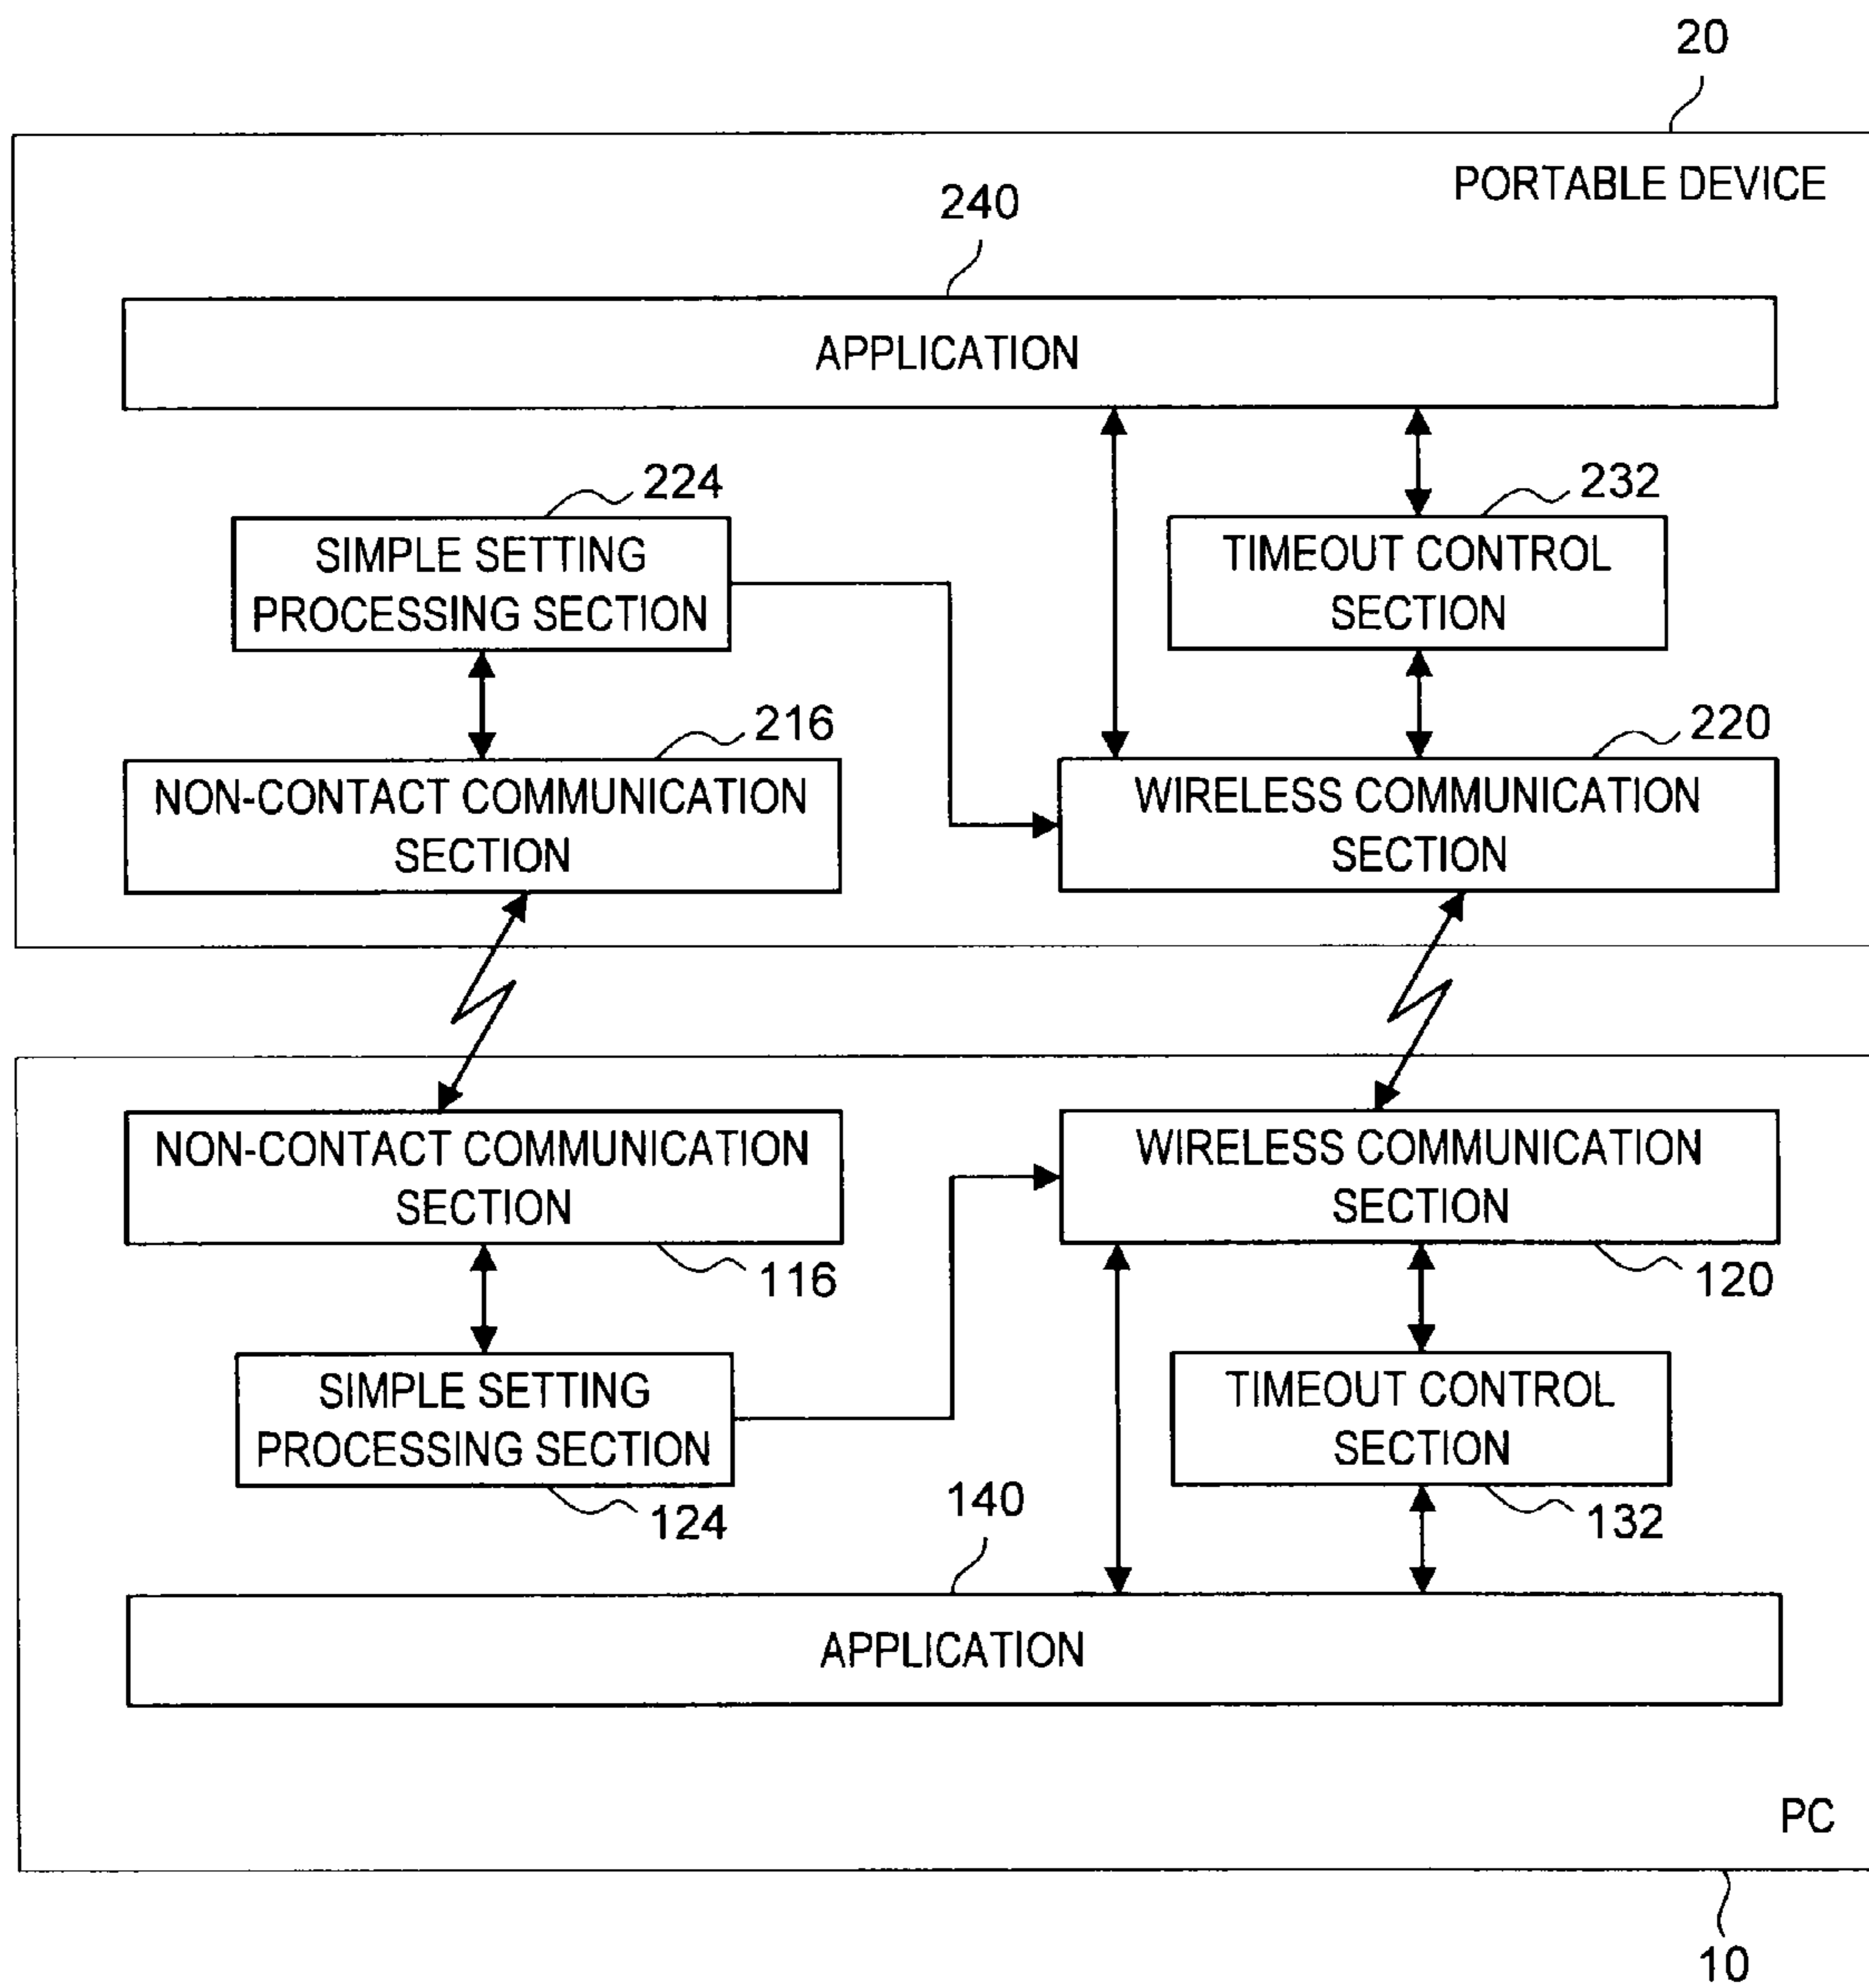 20
PORTABLE DEVICE
240
APPLICATION
224
232
SIMPLE SETTING
PROCESSING SECTION
TIMEOUT CONTROL
SECTION
216
220
NON-CONTACT COMMUNICATION
SECTION
WIRELESS COMMUNICATION
SECTION
NON-CONTACT COMMUNICATION
SECTION
WIRELESS COMMUNICATION
SECTION
116
120
SIMPLE SETTING
PROCESSING SECTION
TIMEOUT CONTROL
SECTION
124
140
132
APPLICATION
PC
10